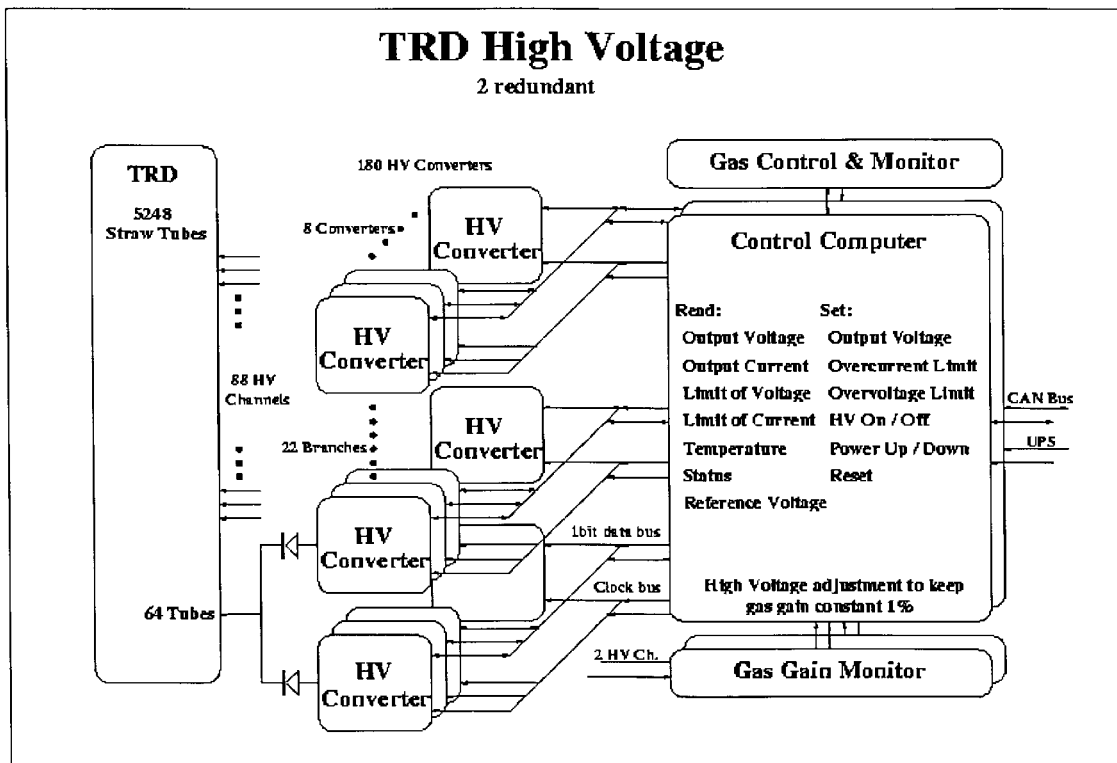 TRD High Voltage
2 redundant
TRD
5248
Straw Tubes
88 HV
Channels
64 Tubes
180 HV Converters
8 Converters
HV
Converter
HV
Converter
22 Branches
HV
Converter
HV
Converter
HV
Converter
1bit data bus
Clock bus
2 HV Ch.
Gas Control & Monitor
Control Computer
Read:
Output Voltage
Output Current
Limit of Voltage
Limit of Current
Temperature
Status
Reference Voltage
Set:
Output Voltage
Overcurrent Limit
Overvoltage Limit
HV On / Off
Power Up / Down
Reset
High Voltage adjustment to keep
gas gain constant 1%
Gas Gain Monitor
CAN Bus
UPS